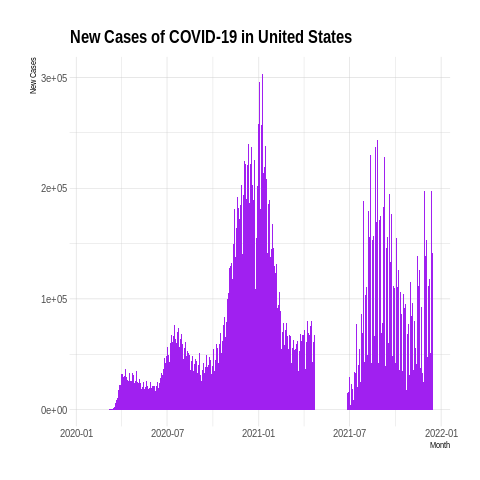 New Cases of COVID-19 in United States
New Cases
3e+05
2e+05
1e+05
0e+00
2020-01 2020-07 2021-01 2021-07 2022-01
Month